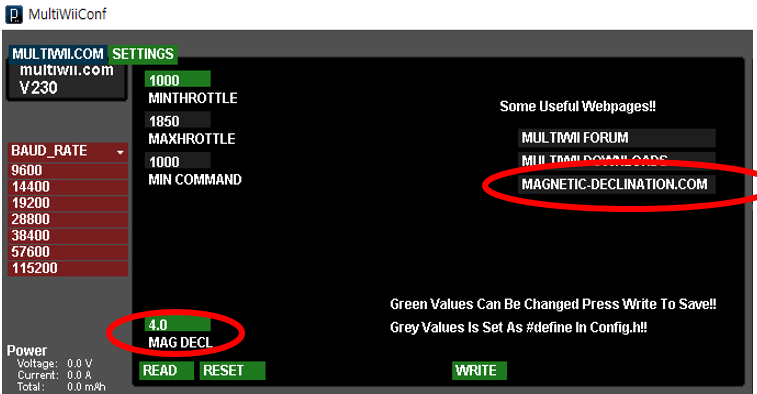 MultiWiiConf
MULTIWII.COM SETTINGS
multiwii.com
V230
BAUD_RATE
9600
14400
19200
28800
38400
57600
115200
1000
MINTHROTTLE
1850
MAXHROTTLE
1000
MIN COMMAND
Some Useful Webpages!!
MULTIWII FORUM
MULTIWII DOWNLOADS
MAGNETIC-DECLINATION.COM
Green Values Can Be Changed Press Write To Save!!
Grey Values Is Set As #define In Config.h!!
4.0
MAG DECL
READ RESET WRITE
Power
Voltage: 0.0 V
Current: 0.0 A
Total: 0.0 mAh